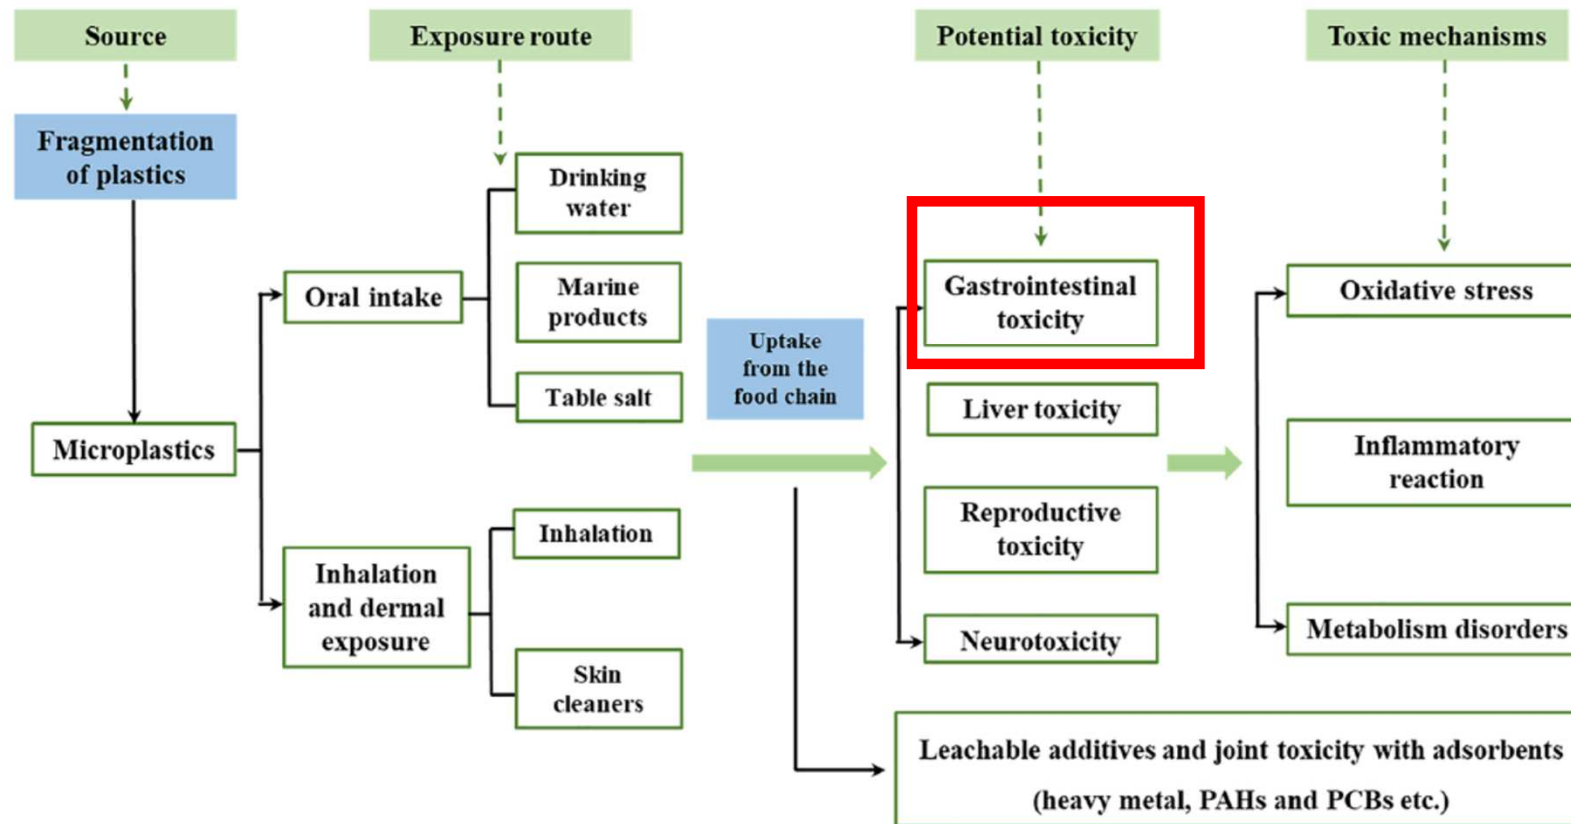 Source
Exposure route
Potential toxicity
Toxic mechanisms
Fragmentation
of plastics
Microplastics
Oral intake
Inhalation
and dermal
exposure
Drinking
water
Marine
products
Table salt
Inhalation
Skin
cleaners
Uptake
from the
food chain
Gastrointestinal
toxicity
Liver toxicity
Reproductive
toxicity
Neurotoxicity
Oxidative stress
Inflammatory
reaction
Metabolism disorders
Leachable additives and joint toxicity with adsorbents
(heavy metal, PAHs and PCBs etc.)